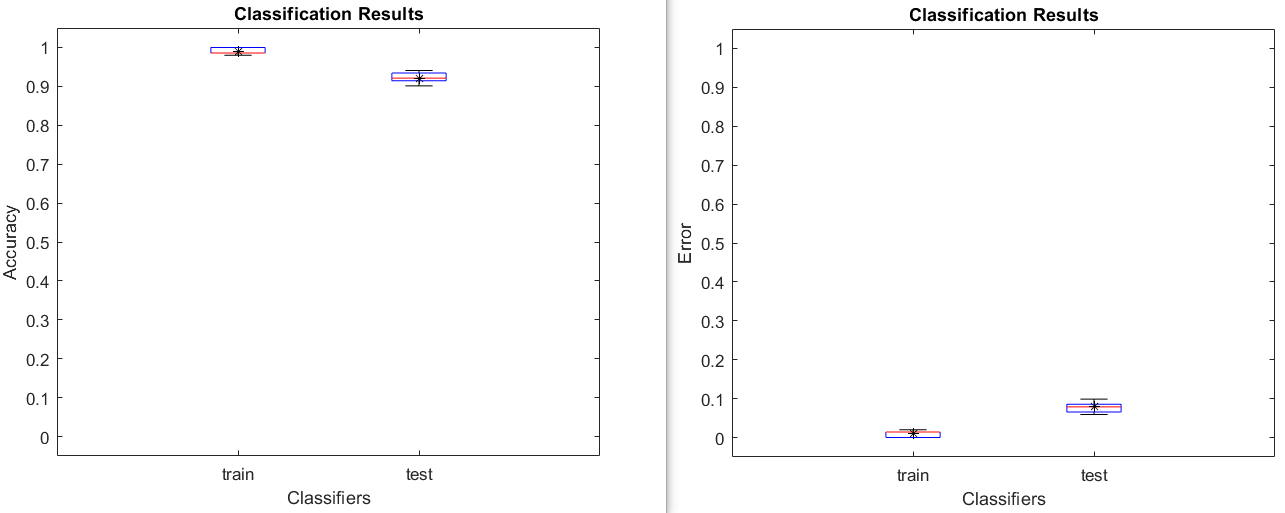 Classification Results
1
0.9
0.8
0.7
0.6
0.5
0.4
0.3
0.2
0.1
0
Accuracy
train test
Classifiers
Classification Results
1
0.9
0.8
0.7
0.6
0.5
0.4
0.3
0.2
0.1
0
Error
train test
Classifiers